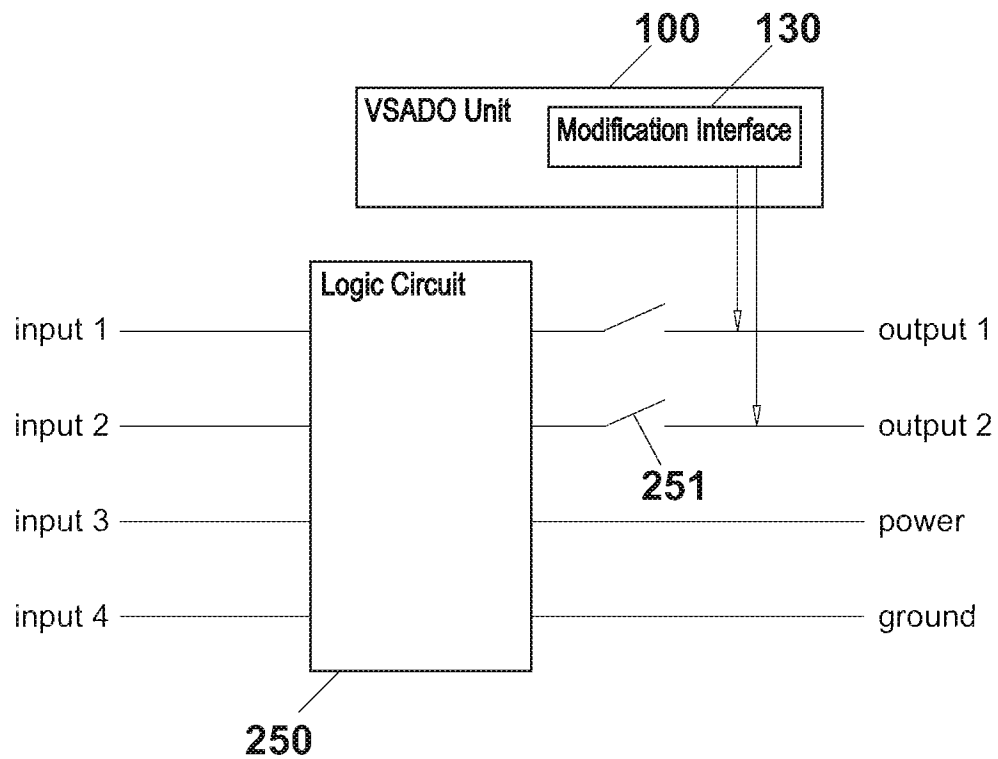 100
130
VSADO Unit
Modification Interface
Logic Circuit
input 1
output 1
input 2
output 2
251
input 3
power
input 4
ground
250